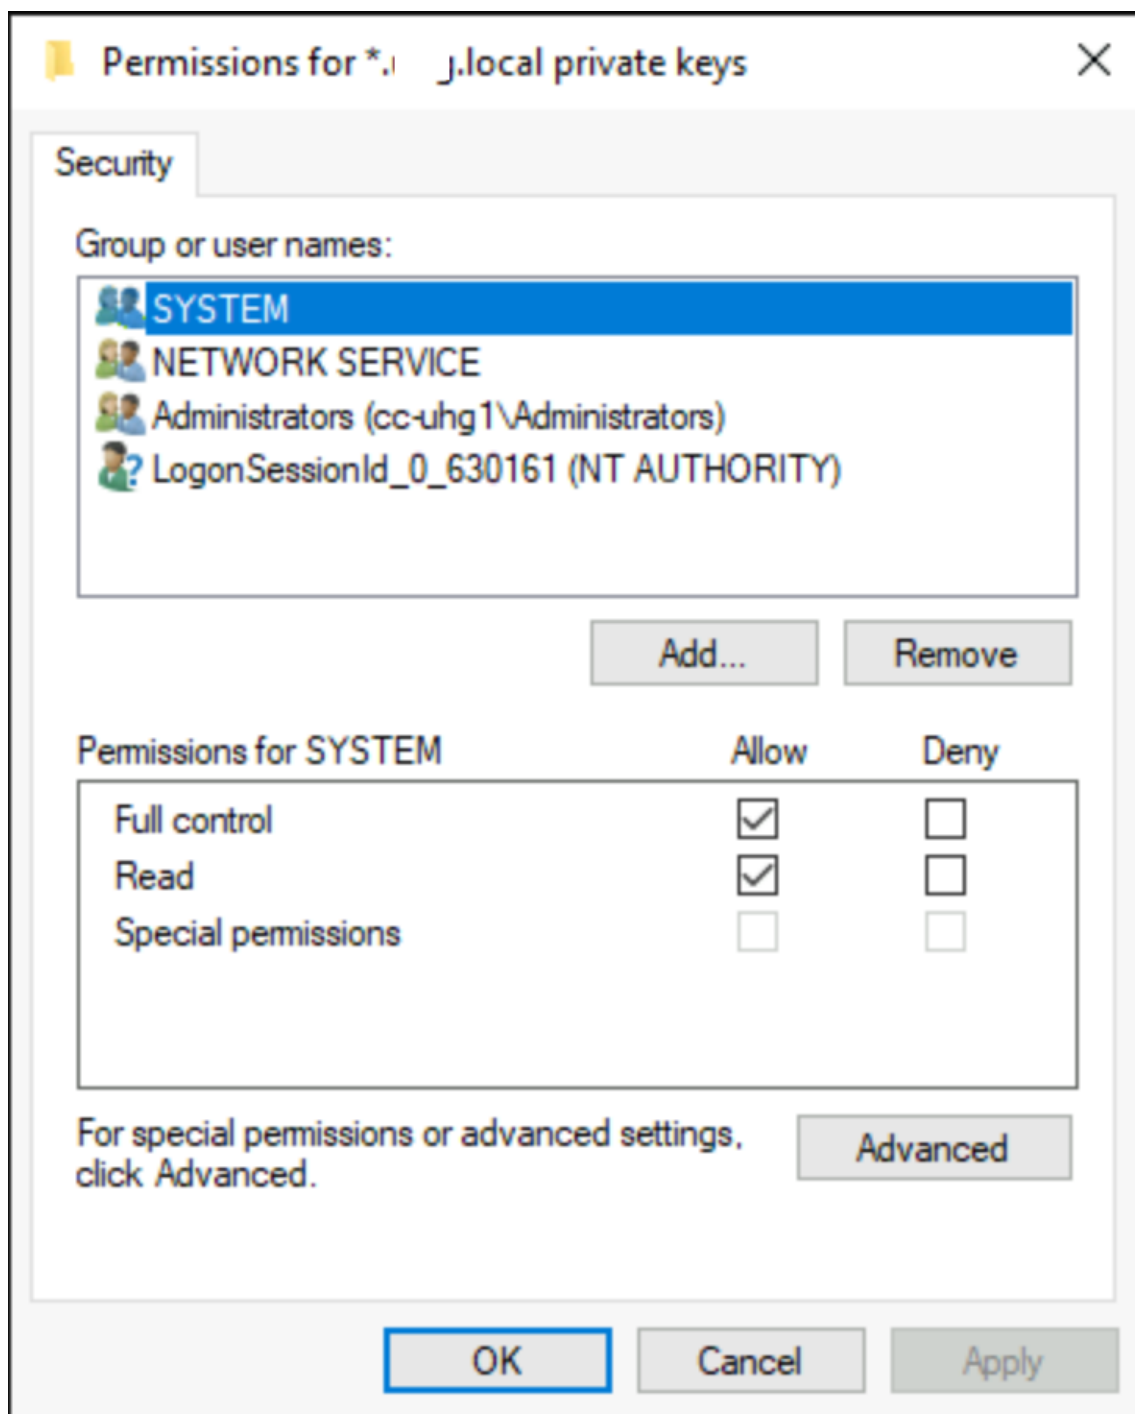 Permissions for *. .local private keys
Security
Group or user names:
SYSTEM
NETWORK SERVICE
Administrators (cc-uhg1\Administrators)
LogonSessionId_0_630161 (NT AUTHORITY)
Add...
Remove
Permissions for SYSTEM
Allow
Deny
Full control
Read
Special permissions
For special permissions or advanced settings,
click Advanced.
Advanced
OK
Cancel
Apply